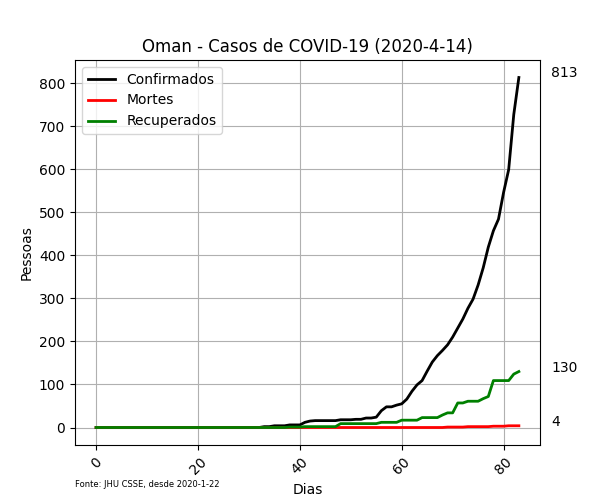 Oman - Casos de COVID-19 (2020-4-14)
Confirmados
Mortes
Recuperados
813
130
4
Pessoas
800
700
600
500
400
300
200
100
0
0
20
40
60
80
Dias
Fonte: JHU CSSE, desde 2020-1-22